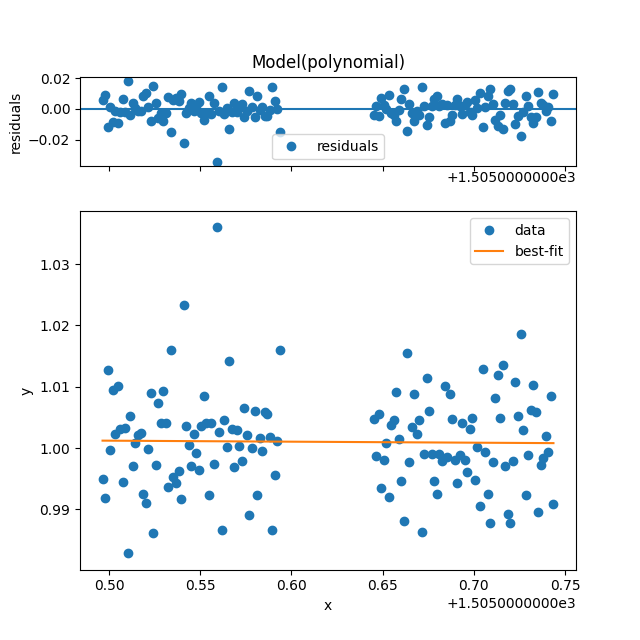 Model(polynomial)
residuals
0.02
0.00
−0.02
residuals
+1.5050000000e3
y
1.03
1.02
1.01
1.00
0.99
data
best-fit
0.50 0.55 0.60 0.65 0.70 0.75
x
+1.5050000000e3